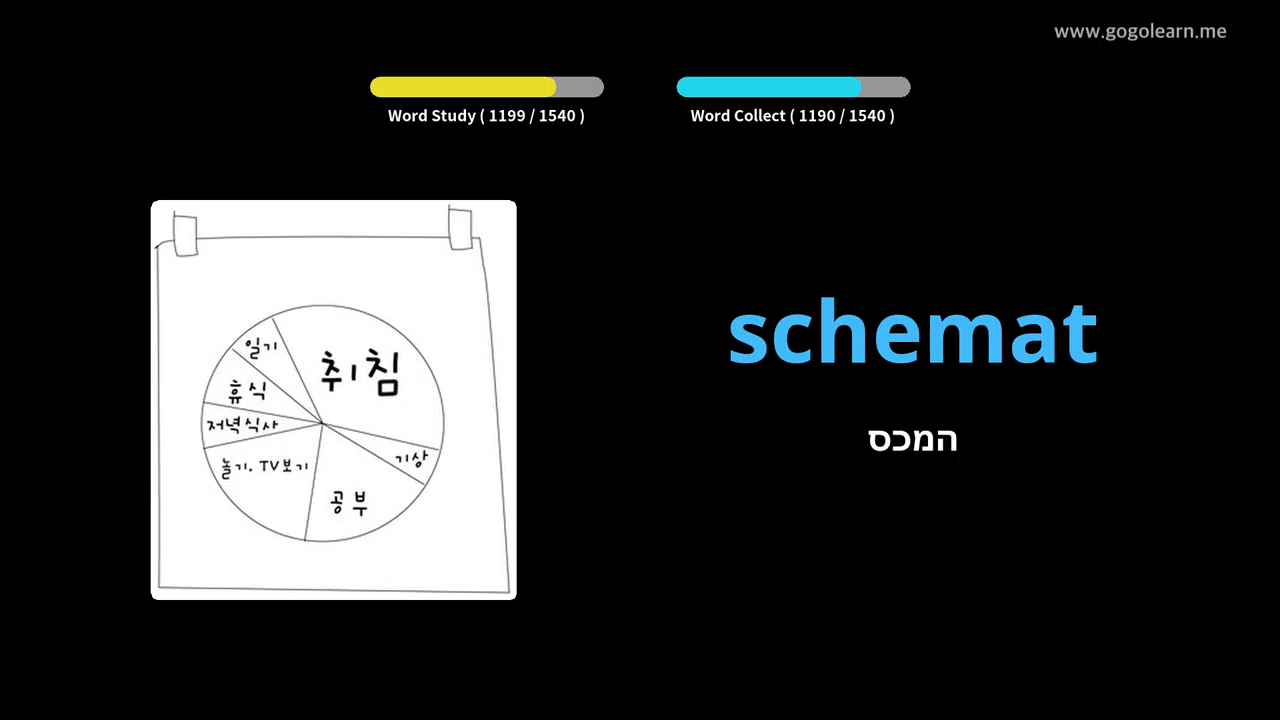 www.gogolearn.me
Word Study ( 1199 / 1540 )
Word Collect ( 1190 / 1540 )
일기
취침
휴식
저녁식사
놀기. TV보기
기상
공부
schemat
המכס